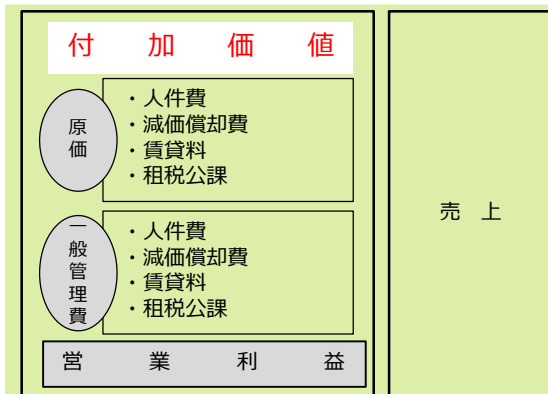 付加価値
原価
・人件費
・減価償却費
・賃貸料
・租税公課
一般管理費
・人件費
・減価償却費
・賃貸料
・租税公課
営業利益
売上